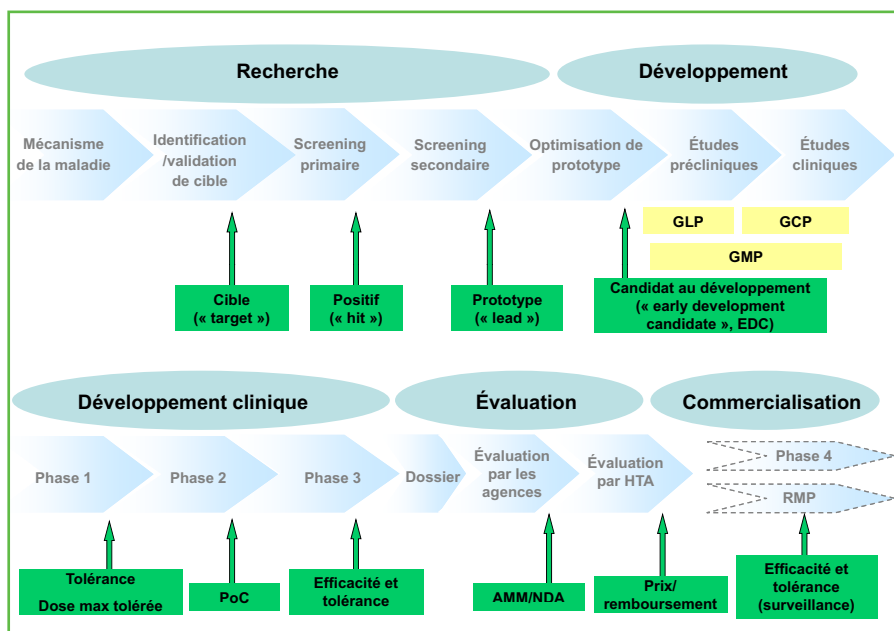 Recherche
Développement
Mécanisme
de la maladie
Identification
/validation
de cible
Screening
primaire
Screening
secondaire
Optimisation de
prototype
Études
précliniques
Études
cliniques
GLP
GCP
GMP
Cible
(« target »)
Positif
(« hit »)
Prototype
(« lead »)
Candidat au développement
(« early development
candidate », EDC)
Développement clinique
Évaluation
Commercialisation
Phase 1
Phase 2
Phase 3
Dossier
Évaluation
par les
agences
Évaluation
par HTA
Phase 4
RMP
Tolérance
Dose max tolérée
PoC
Efficacité et
tolérance
AMM/NDA
Prix/
remboursement
Efficacité et
tolérance
(surveillance)